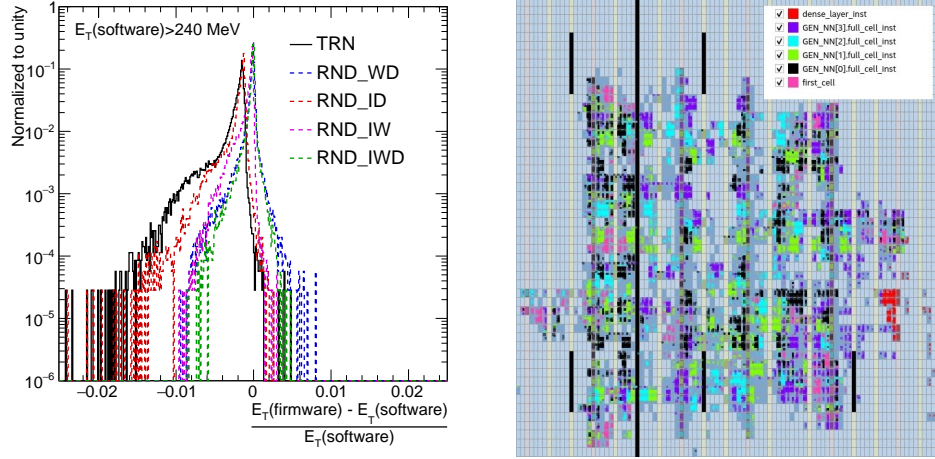 Normalized to unity
E_T(software)>240 MeV
TRN
RND_WD
RND_ID
RND_IW
RND_IWD
10⁻¹
10⁻²
10⁻³
10⁻⁴
10⁻⁵
10⁻⁶
−0.02 −0.01 0 0.01 0.02
E_T(firmware) - E_T(software)
E_T(software)
dense_layer_inst
GEN_NN[3].full_cell_inst
GEN_NN[2].full_cell_inst
GEN_NN[1].full_cell_inst
GEN_NN[0].full_cell_inst
first_cell